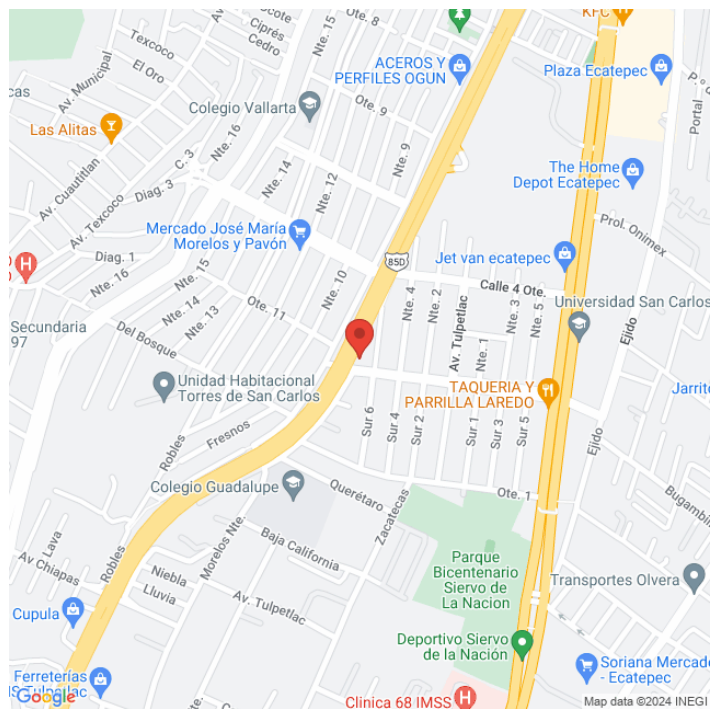 Ote. 8
Nte. 15
Ocote
Ciprés
Cedro
Texcoco
El Oro
Av. Municipal
KFC
ACEROS Y
PERFILES OGUN
Plaza Ecatepec
Portal
Colegio Vallarta
Ote. 9
Las Alitas
Nte. 16
Nte. 9
C. 3
Diag. 3
Nte. 14
Nte. 12
Av. Cuautitlan
Av. Texcoco
The Home
Depot Ecatepec
Prol. Onimex
Mercado José María
Morelos y Pavón
85D
Jet van ecatepec
Diag. 1
Nte. 16
Nte. 15
Nte. 10
Calle 4 Ote.
Nte. 14
Nte. 13
Ote. 11
Nte. 4
Nte. 2
Av. Tulpetlac
Nte. 3
Nte. 5
Nte. 1
Universidad San Carlos
Ejido
Secundaria
97
Del Bosque
Unidad Habitacional
Torres de San Carlos
TAQUERIA Y
PARRILLA LAREDO
Jarrit
Sur 6
Sur 4
Sur 2
Sur 1
Sur 3
Sur 5
Fresnos
Robles
Ejido
Colegio Guadalupe
Querétaro
Ote. 1
Zacatecas
Bugambil
Lava
Av Chiapas
Robles
Morelos Nte.
Baja California
Niebla
Lluvia
Av. Tulpetlac
Parque
Bicentenario
Siervo de
La Nacion
Transportes Olvera
Cupula
Deportivo Siervo
de la Nación
Soriana Mercado
- Ecatepec
Ferreterías
IS Tulpetlac
Google
Clinica 68 IMSS
Map data ©2024 INEGI